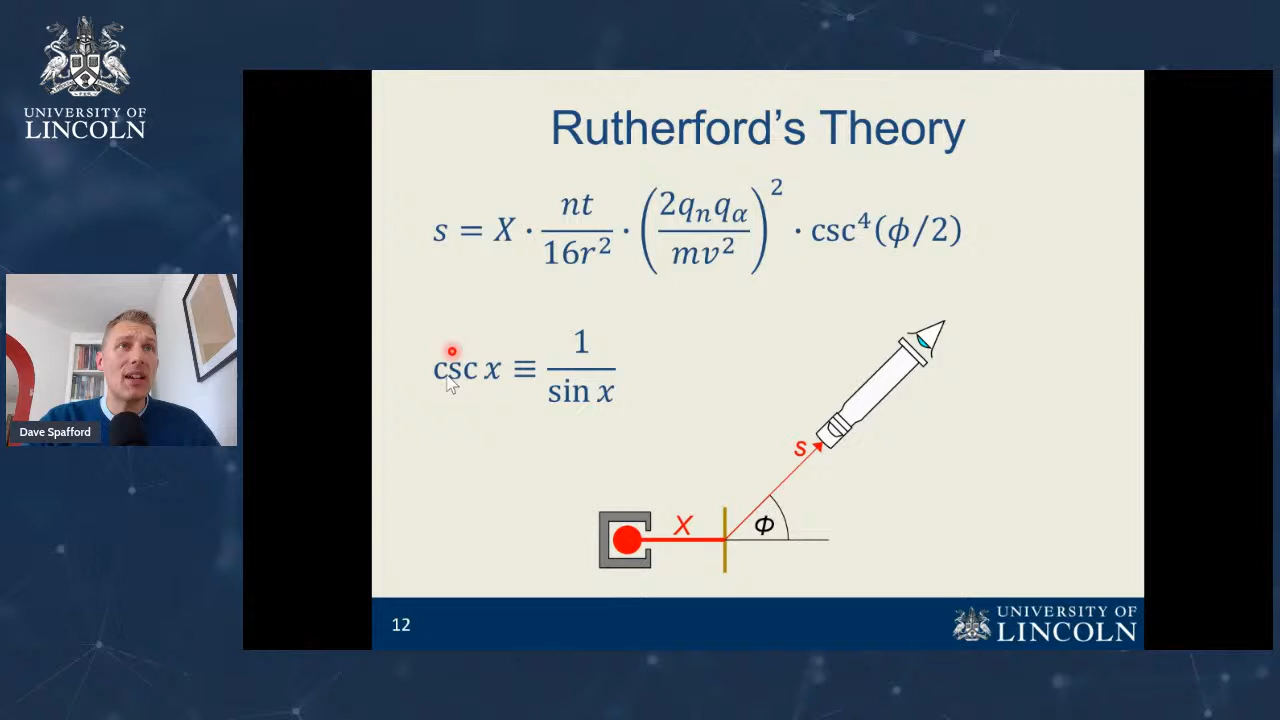 UNIVERSITY OF
LINCOLN
Rutherford's Theory
s = X · nt/16r² · (2qₙqα/mv²)² · csc⁴(ϕ/2)
csc x ≡ 1/sin x
Dave Spafford
s
X
Φ
12
UNIVERSITY OF
LINCOLN